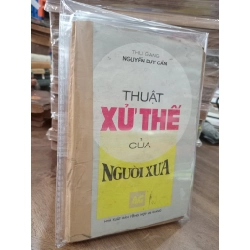 THU GIANG
NGUYỄN DUY CẦN
THUẬT
XỬ THẾ
CỦA
NGƯỜI XƯA